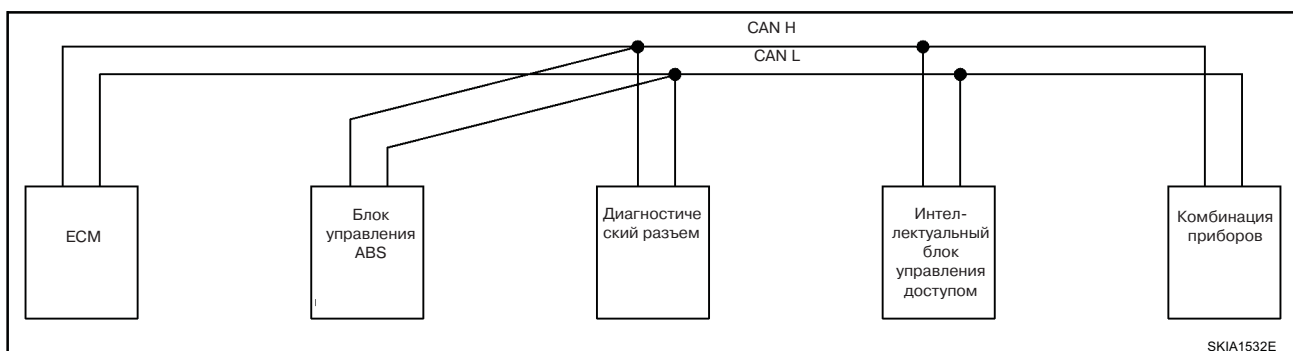 CAN H
CAN L
ECM
Блок
управления
ABS
Диагностиче
ский разъем
Интел-
лектуальный
блок
управления
доступом
Комбинация
приборов
SKIA1532E